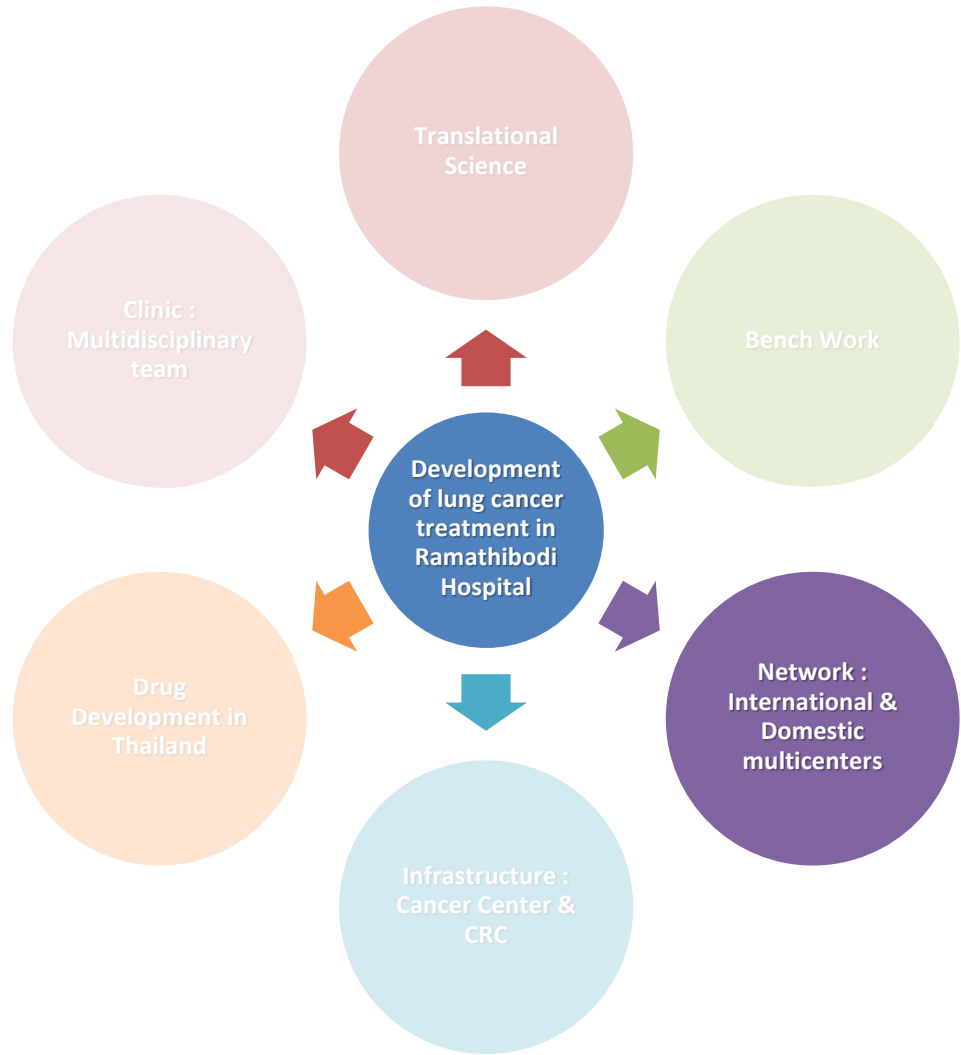 Translational
Science
Clinic :
Multidisciplinary
team
Bench Work
Development
of lung cancer
treatment in
Ramathibodi
Hospital
Drug
Development in
Thailand
Network :
International &
Domestic
multicenters
Infrastructure :
Cancer Center &
CRC